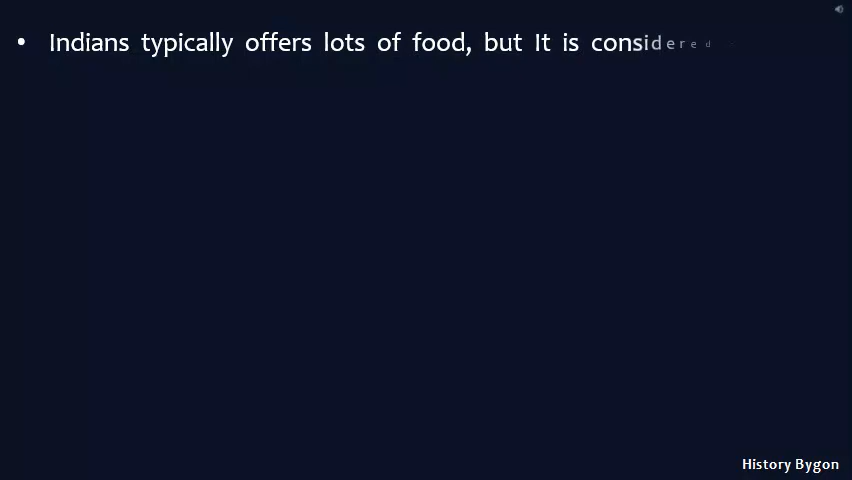 • Indians typically offers lots of food, but It is considered
History Bygon